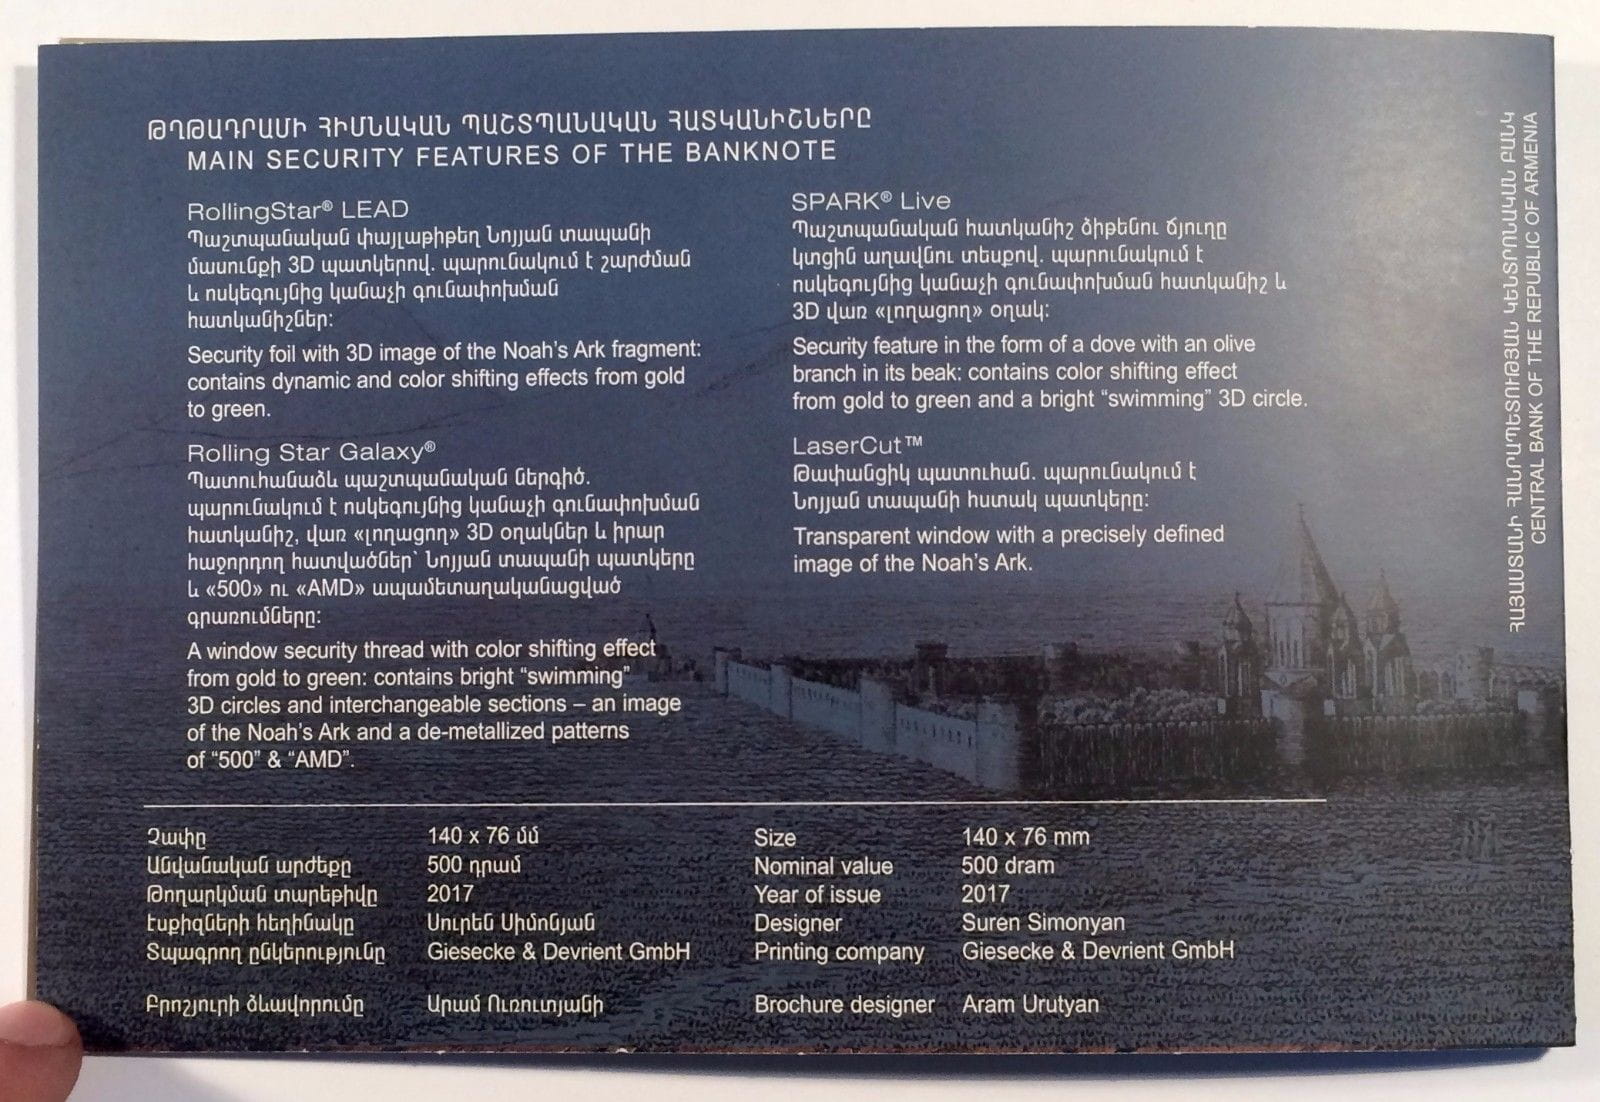 ԹՂԹԱԴՐԱՄԻ ՀԻՄՆԱԿԱՆ ՊԱՇՏՊԱՆԱԿԱՆ ՀԱՏԿԱՆԻՇՆԵՐԸ
MAIN SECURITY FEATURES OF THE BANKNOTE
RollingStar® LEAD
Պաշտպանական փայլաթիթեղ Նոյյան տապանի
մասունքի 3D պատկերով. պարունակում է շարժման
և ոսկեգույնից կանաչի գունափոխման
հատկանիշներ:
Security foil with 3D image of the Noah's Ark fragment:
contains dynamic and color shifting effects from gold
to green.
Rolling Star Galaxy®
Պատուհանաձև պաշտպանական ներգիծ.
պարունակում է ոսկեգույնից կանաչի գունափոխման
հատկանիշ, վառ «լողացող» 3D օղակներ և իրար
հաջորդող հատվածներ՝ Նոյյան տապանի պատկերը
և «500» ու «AMD» ապամետաղականացված
գրառումները:
A window security thread with color shifting effect
from gold to green: contains bright “swimming”
3D circles and interchangeable sections – an image
of the Noah's Ark and a de-metallized patterns
of “500” & “AMD”.
SPARK® Live
Պաշտպանական հատկանիշ ձիթենու ճյուղը
կտցին աղավնու տեսքով. պարունակում է
ոսկեգույնից կանաչի գունափոխման հատկանիշ և
3D վառ «լողացող» օղակ:
Security feature in the form of a dove with an olive
branch in its beak: contains color shifting effect
from gold to green and a bright “swimming” 3D circle.
LaserCut™
Թափանցիկ պատուհան. պարունակում է
Նոյյան տապանի հստակ պատկերը:
Transparent window with a precisely defined
image of the Noah's Ark.
Չափը 140 x 76 մմ
Անվանական արժեքը 500 դրամ
Թողարկման տարեթիվը 2017
Էսքիզների հեղինակը Սուրեն Սիմոնյան
Տպագրող ընկերությունը Giesecke & Devrient GmbH
Բրոշյուրի ձևավորումը Արամ Ուռուտյանի
Size 140 x 76 mm
Nominal value 500 dram
Year of issue 2017
Designer Suren Simonyan
Printing company Giesecke & Devrient GmbH
Brochure designer Aram Urutyan
ՀԱՅԱՍՏԱՆԻ ՀԱՆՐԱՊԵՏՈՒԹՅԱՆ ԿԵՆՏՐՈՆԱԿԱՆ ԲԱՆԿ
CENTRAL BANK OF THE REPUBLIC OF ARMENIA